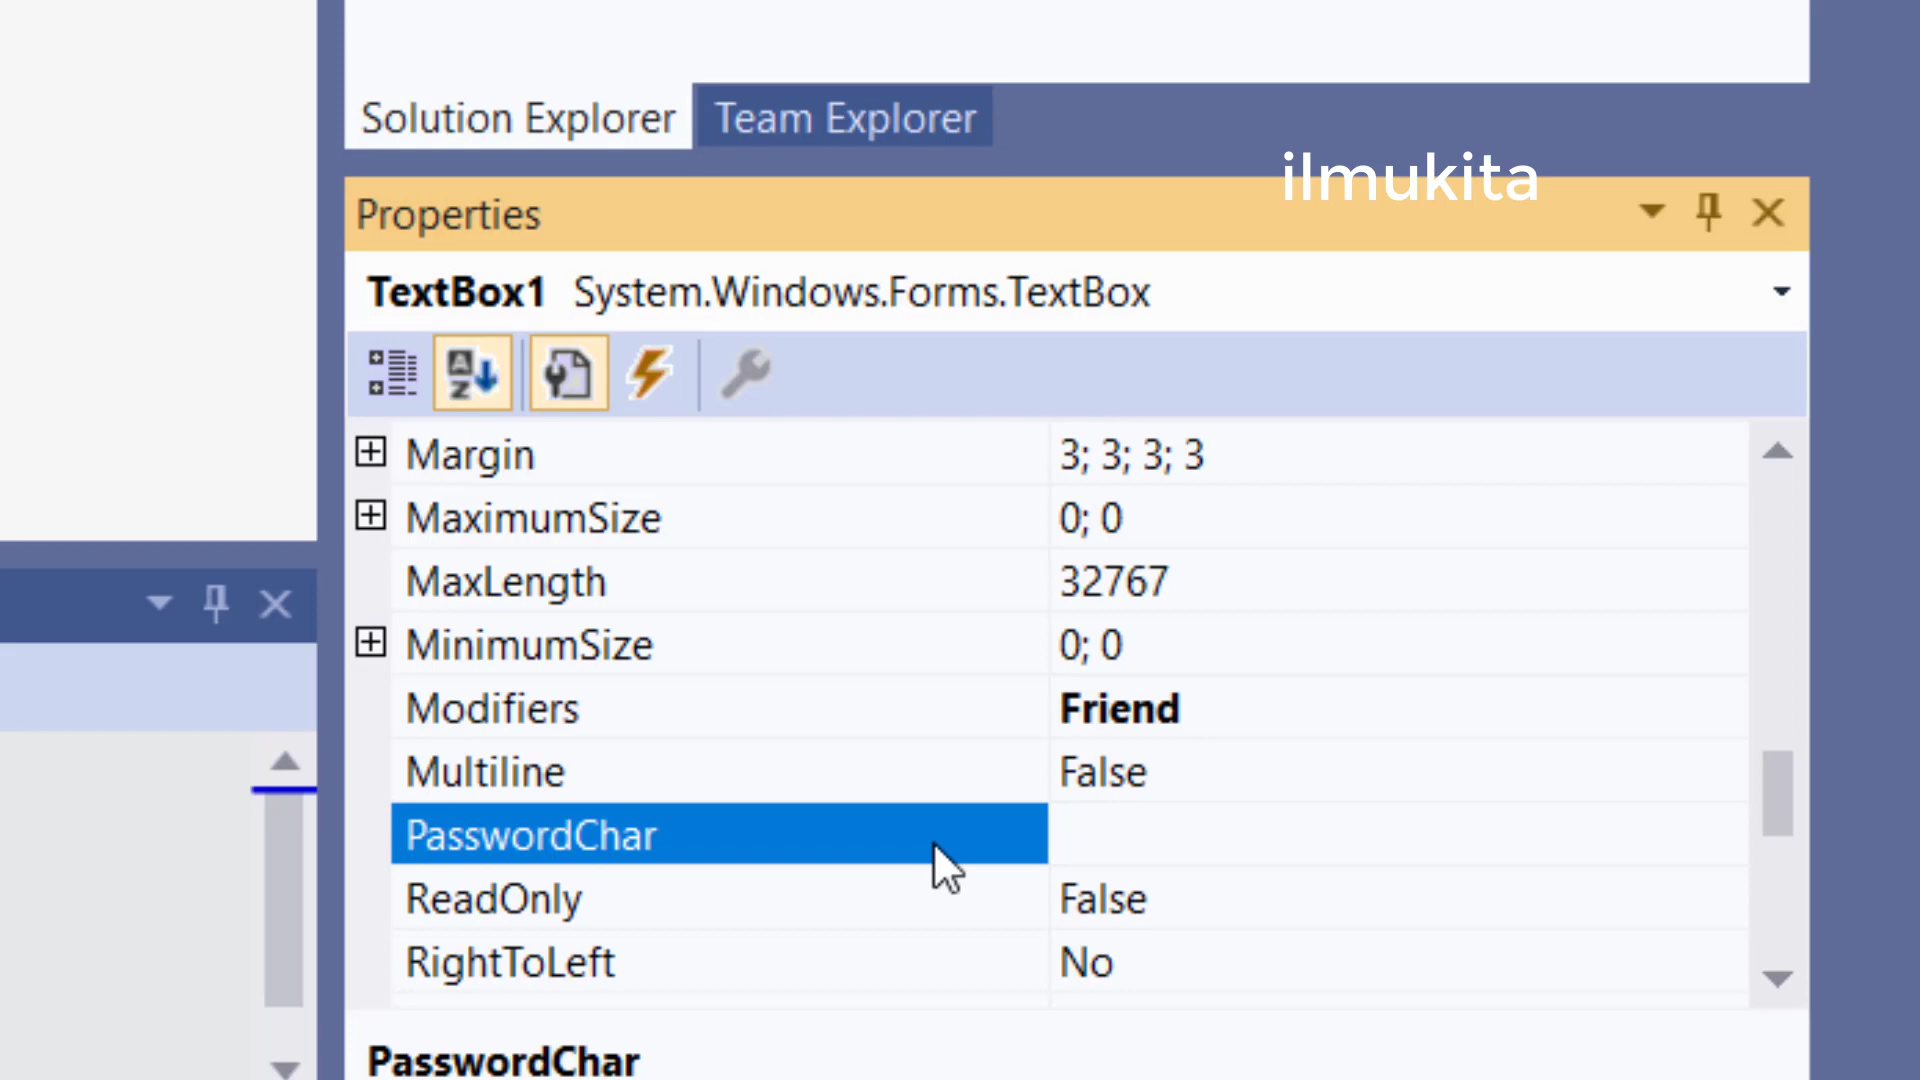 Solution Explorer Team Explorer
ilmukita
Properties
TextBox1 System.Windows.Forms.TextBox
Margin 3; 3; 3; 3
MaximumSize 0; 0
MaxLength 32767
MinimumSize 0; 0
Modifiers Friend
Multiline False
PasswordChar
ReadOnly False
RightToLeft No
PasswordChar